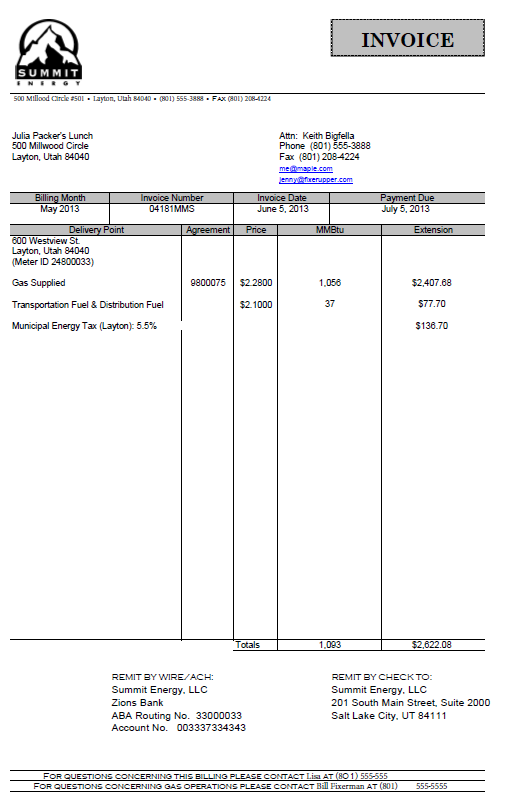 SUMMIT
ENERGY
INVOICE
500 Millood Circle #501 • Layton, Utah 84040 • (801) 555-3888 • FAX (801) 208-4224
Julia Packer's Lunch
500 Millwood Circle
Layton, Utah 84040
Attn: Keith Bigfella
Phone (801) 555-3888
Fax (801) 208-4224
me@maple.com
jenny@fixerupper.com
Billing Month Invoice Number Invoice Date Payment Due
May 2013 04181MMS June 5, 2013 July 5, 2013
Delivery Point Agreement Price MMBtu Extension
600 Westview St.
Layton, Utah 84040
(Meter ID 24800033)
Gas Supplied 9800075 $2.2800 1,056 $2,407.68
Transportation Fuel & Distribution Fuel $2.1000 37 $77.70
Municipal Energy Tax (Layton): 5.5% $136.70
Totals 1,093 $2,622.08
REMIT BY WIRE/ACH:
Summit Energy, LLC
Zions Bank
ABA Routing No. 33000033
Account No. 003337334343
REMIT BY CHECK TO:
Summit Energy, LLC
201 South Main Street, Suite 2000
Salt Lake City, UT 84111
FOR QUESTIONS CONCERNING THIS BILLING PLEASE CONTACT Lisa AT (801) 555-555
FOR QUESTIONS CONCERNING GAS OPERATIONS PLEASE CONTACT Bill Fixerman AT (801) 555-5555